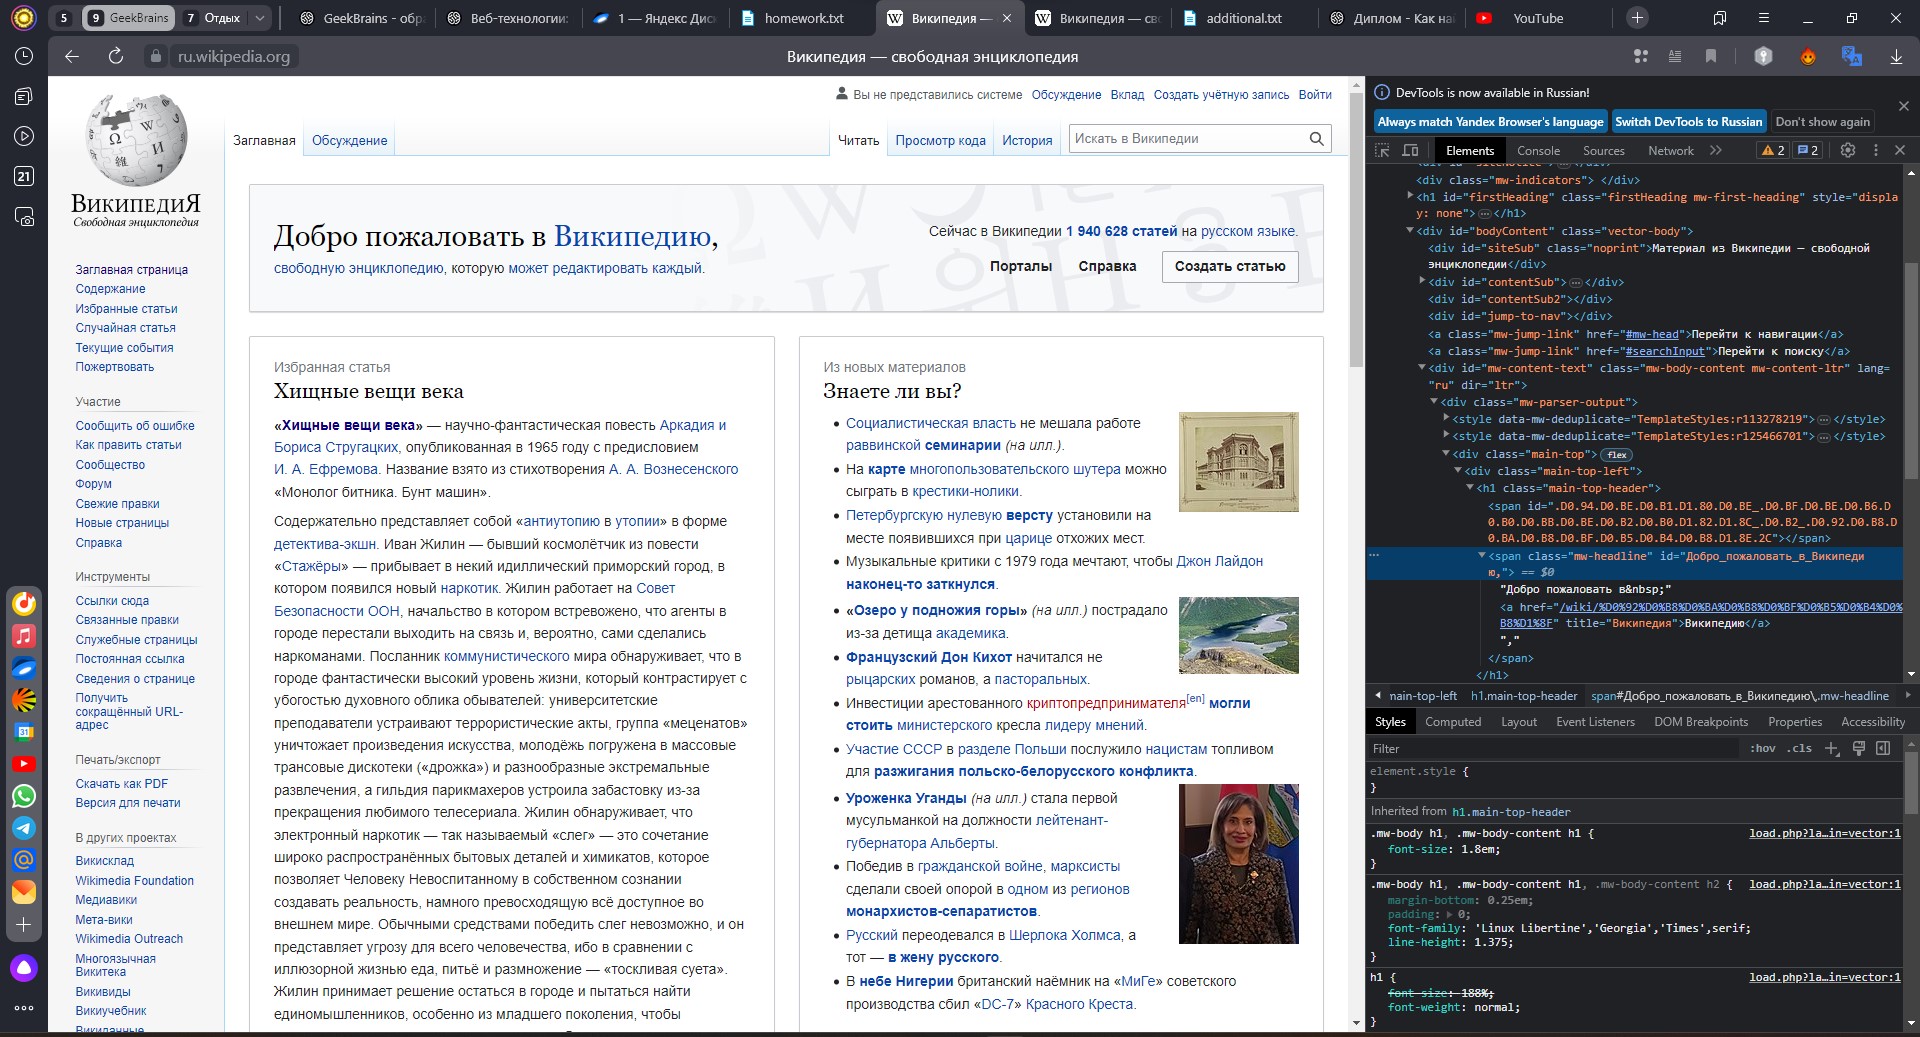 5
9 GeekBrains
7 Отдых
GeekBrains - обр
Веб-технологии:
1 — Яндекс Дис
homework.txt
Википедия —
Википедия — св
additional.txt
Диплом - Как на
YouTube
ru.wikipedia.org
Википедия — свободная энциклопедия
21
31
ВикипедиЯ
Свободная энциклопедия
Заглавная страница
Содержание
Избранные статьи
Случайная статья
Текущие события
Пожертвовать
Участие
Сообщить об ошибке
Как править статьи
Сообщество
Форум
Свежие правки
Новые страницы
Справка
Инструменты
Ссылки сюда
Связанные правки
Служебные страницы
Постоянная ссылка
Сведения о странице
Получить
сокращённый URL-
адрес
Печать/экспорт
Скачать как PDF
Версия для печати
В других проектах
Викисклад
Wikimedia Foundation
Медиавики
Мета-вики
Wikimedia Outreach
Многоязычная
Викитека
Викивиды
Викиучебник
Викиданные
Вы не представились системе Обсуждение Вклад Создать учётную запись Войти
Заглавная Обсуждение
Читать Просмотр кода История
Искать в Википедии
Добро пожаловать в Википедию,
свободную энциклопедию, которую может редактировать каждый.
Сейчас в Википедии 1 940 628 статей на русском языке.
Порталы Справка Создать статью
Избранная статья
Хищные вещи века
«Хищные вещи века» — научно-фантастическая повесть Аркадия и
Бориса Стругацких, опубликованная в 1965 году с предисловием
И. А. Ефремова. Название взято из стихотворения А. А. Вознесенского
«Монолог битника. Бунт машин».
Содержательно представляет собой «антиутопию в утопии» в форме
детектива-экшн. Иван Жилин — бывший космолётчик из повести
«Стажёры» — прибывает в некий идиллический приморский город, в
котором появился новый наркотик. Жилин работает на Совет
Безопасности ООН, начальство в котором встревожено, что агенты в
городе перестали выходить на связь и, вероятно, сами сделались
наркоманами. Посланник коммунистического мира обнаруживает, что в
городе фантастически высокий уровень жизни, который контрастирует с
убогостью духовного облика обывателей: университетские
преподаватели устраивают террористические акты, группа «меценатов»
уничтожает произведения искусства, молодёжь погружена в массовые
трансовые дискотеки («дрожка») и разнообразные экстремальные
развлечения, а гильдия парикмахеров устроила забастовку из-за
прекращения любимого телесериала. Жилин обнаруживает, что
электронный наркотик — так называемый «слег» — это сочетание
широко распространённых бытовых деталей и химикатов, которое
позволяет Человеку Невоспитанному в собственном сознании
создавать реальность, намного превосходящую всё доступное во
внешнем мире. Обычными средствами победить слег невозможно, и он
представляет угрозу для всего человечества, ибо в сравнении с
иллюзорной жизнью еда, питьё и размножение — «тоскливая суета».
Жилин принимает решение остаться в городе и пытаться найти
единомышленников, особенно из младшего поколения, чтобы
Из новых материалов
Знаете ли вы?
Социалистическая власть не мешала работе
раввинской семинарии (на илл.).
На карте многопользовательского шутера можно
сыграть в крестики-нолики.
Петербургскую нулевую версту установили на
месте появившихся при царице отхожих мест.
Музыкальные критики с 1979 года мечтают, чтобы Джон Лайдон
наконец-то заткнулся.
«Озеро у подножия горы» (на илл.) пострадало
из-за детища академика.
Французский Дон Кихот начитался не
рыцарских романов, а пасторальных.
Инвестиции арестованного криптопредпринимателя[en] могли
стоить министерского кресла лидеру мнений.
Участие СССР в разделе Польши послужило нацистам топливом
для разжигания польско-белорусского конфликта.
Уроженка Уганды (на илл.) стала первой
мусульманкой на должности лейтенант-
губернатора Альберты.
Победив в гражданской войне, марксисты
сделали своей опорой в одном из регионов
монархистов-сепаратистов.
Русский переодевался в Шерлока Холмса, а
тот — в жену русского.
В небе Нигерии британский наёмник на «МиГе» советского
производства сбил «DC-7» Красного Креста.
DevTools is now available in Russian!
Always match Yandex Browser's language
Switch DevTools to Russian
Don't show again
Elements Console Sources Network 2 2
<div class="mw-indicators"> </div>
<h1 id="firstHeading" class="firstHeading mw-first-heading" style="displa
y: none">…</h1>
<div id="bodyContent" class="vector-body">
<div id="siteSub" class="noprint">Материал из Википедии — свободной
энциклопедии</div>
<div id="contentSub">…</div>
<div id="contentSub2"></div>
<div id="jump-to-nav"></div>
<a class="mw-jump-link" href="#mw-head">Перейти к навигации</a>
<a class="mw-jump-link" href="#searchInput">Перейти к поиску</a>
<div id="mw-content-text" class="mw-body-content mw-content-ltr" lang=
"ru" dir="ltr">
<div class="mw-parser-output">
<style data-mw-deduplicate="TemplateStyles:r113278219">…</style>
<style data-mw-deduplicate="TemplateStyles:r125466701">…</style>
<div class="main-top"> flex
<div class="main-top-left">
<h1 class="main-top-header">
<span id=".D0.94.D0.BE.D0.B1.D1.80.D0.BE_.D0.BF.D0.BE.D0.B6.D
0.B0.D0.BB.D0.BE.D0.B2.D0.B0.D1.82.D1.8C_.D0.B2_.D0.92.D0.B8.D
0.BA.D0.B8.D0.BF.D0.B5.D0.B4.D0.B8.D1.8E.2C"></span>
<span class="mw-headline" id="Добро_пожаловать_в_Википеди
ю,"> == $0
"Добро пожаловать в&nbsp;"
<a href="/wiki/%D0%92%D0%B8%D0%BA%D0%B8%D0%BF%D0%B5%D0%B4%D0%
B8%D1%8F" title="Википедия">Википедию</a>
","
</span>
</h1>
main-top-left h1.main-top-header span#Добро_пожаловать_в_Википедию\,.mw-headline
Styles Computed Layout Event Listeners DOM Breakpoints Properties Accessibility
Filter :hov .cls
element.style {
}
Inherited from h1.main-top-header
.mw-body h1, .mw-body-content h1 { load.php?la…in=vector:1
font-size: 1.8em;
}
.mw-body h1, .mw-body-content h1, .mw-body-content h2 { load.php?la…in=vector:1
margin-bottom: 0.25em;
padding: 0;
font-family: 'Linux Libertine','Georgia','Times',serif;
line-height: 1.375;
}
h1 { load.php?la…in=vector:1
font-size: 188%;
font-weight: normal;
}